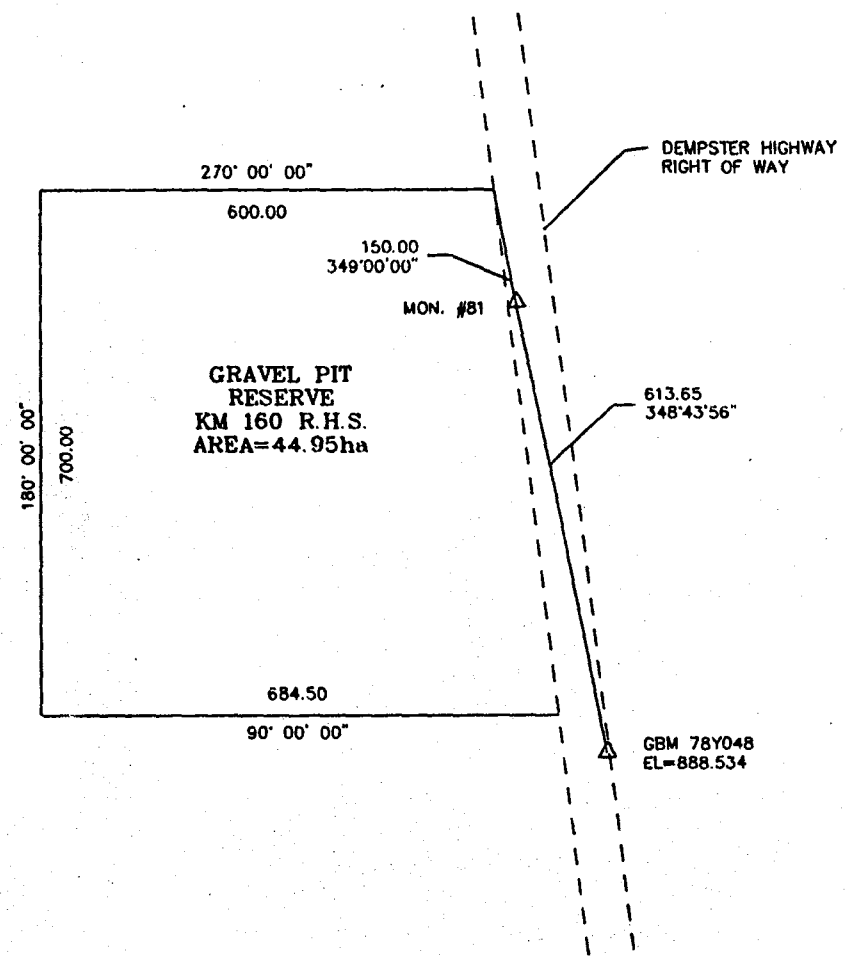 DEMPSTER HIGHWAY
RIGHT OF WAY
270° 00' 00"
600.00
150.00
349°00'00"
MON. #81
GRAVEL PIT
RESERVE
KM 160 R.H.S.
AREA=44.95ha
613.65
348°43'56"
180° 00' 00"
700.00
684.50
90° 00' 00"
GBM 78Y048
EL=888.534